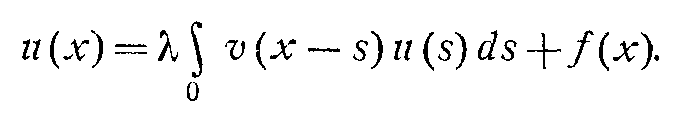 u(x) = λ ∫₀ v(x − s) u(s) ds + f(x).